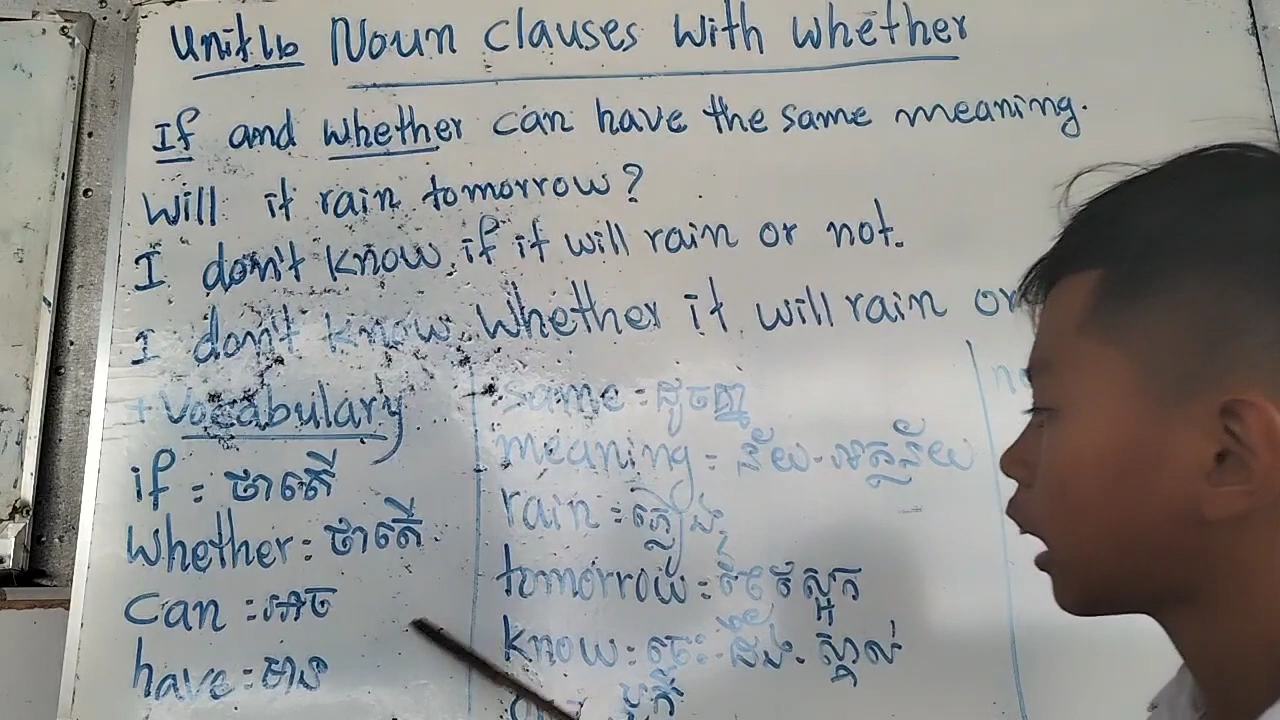 Unit 16 Noun clauses with whether
If and whether can have the same meaning.
Will it rain tomorrow?
I don't know if it will rain or not.
I don't know whether it will rain or
+ Vocabulary
if : ថាតើ
Whether : ថាតើ
can : អាច
have : មាន
same = ដូចគ្នា
meaning = ន័យ - អត្ថន័យ
rain = ភ្លៀង
tomorrow = ថ្ងៃស្អែក
know = ចេះ - ដឹង - ស្គាល់